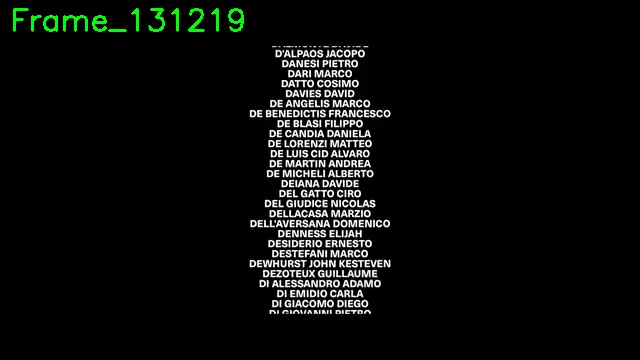 Frame_131219
D'ALPAOS JACOPO
DANESI PIETRO
DARI MARCO
DATTO COSIMO
DAVIES DAVID
DE ANGELIS MARCO
DE BENEDICTIS FRANCESCO
DE BLASI FILIPPO
DE CANDIA DANIELA
DE LORENZI MATTEO
DE LUIS CID ALVARO
DE MARTIN ANDREA
DE MICHELI ALBERTO
DEIANA DAVIDE
DEL GATTO CIRO
DEL GIUDICE NICOLAS
DELLACASA MARZIO
DELL'AVERSANA DOMENICO
DENNESS ELIJAH
DESIDERIO ERNESTO
DESTEFANI MARCO
DEWHURST JOHN KESTEVEN
DEZOTEUX GUILLAUME
DI ALESSANDRO ADAMO
DI EMIDIO CARLA
DI GIACOMO DIEGO
DI GIOVANNI PIETRO